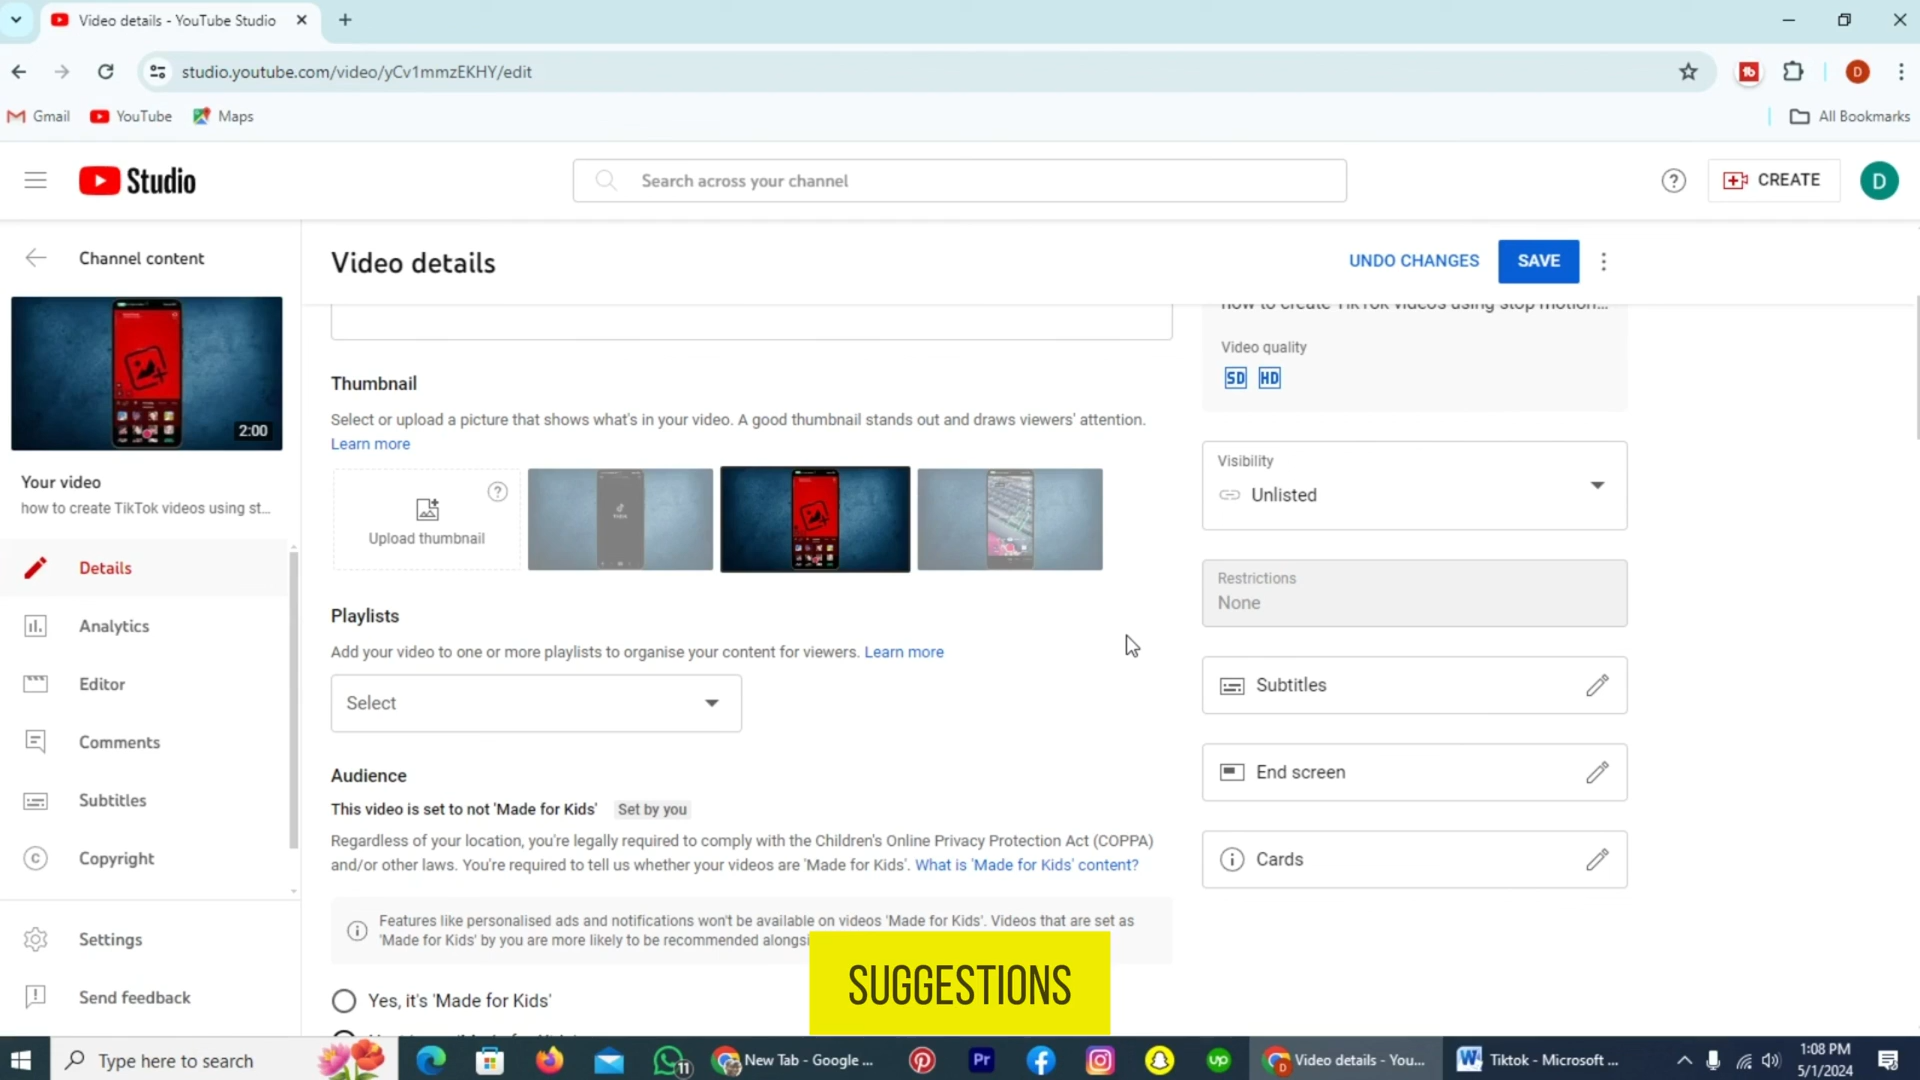 Video details - YouTube Studio
studio.youtube.com/video/yCv1mmzEKHY/edit
D
Gmail
YouTube
Maps
All Bookmarks
Studio
Search across your channel
?
CREATE
D
Channel content
Video details
UNDO CHANGES
SAVE
2:00
Your video
how to create TikTok videos using st...
Details
Analytics
Editor
Comments
Subtitles
Copyright
Settings
Send feedback
Thumbnail
Select or upload a picture that shows what's in your video. A good thumbnail stands out and draws viewers' attention.
Learn more
Upload thumbnail
?
Playlists
Add your video to one or more playlists to organise your content for viewers. Learn more
Select
Audience
This video is set to not 'Made for Kids' Set by you
Regardless of your location, you're legally required to comply with the Children's Online Privacy Protection Act (COPPA)
and/or other laws. You're required to tell us whether your videos are 'Made for Kids'. What is 'Made for Kids' content?
Features like personalised ads and notifications won't be available on videos 'Made for Kids'. Videos that are set as
'Made for Kids' by you are more likely to be recommended
Yes, it's 'Made for Kids'
how to create TikTok videos using stop motion...
Video quality
SD HD
Visibility
Unlisted
Restrictions
None
Subtitles
End screen
Cards
SUGGESTIONS
Type here to search
11
New Tab - Google ...
Pr
up
Video details - You...
Tiktok - Microsoft ...
1:08 PM
5/1/2024